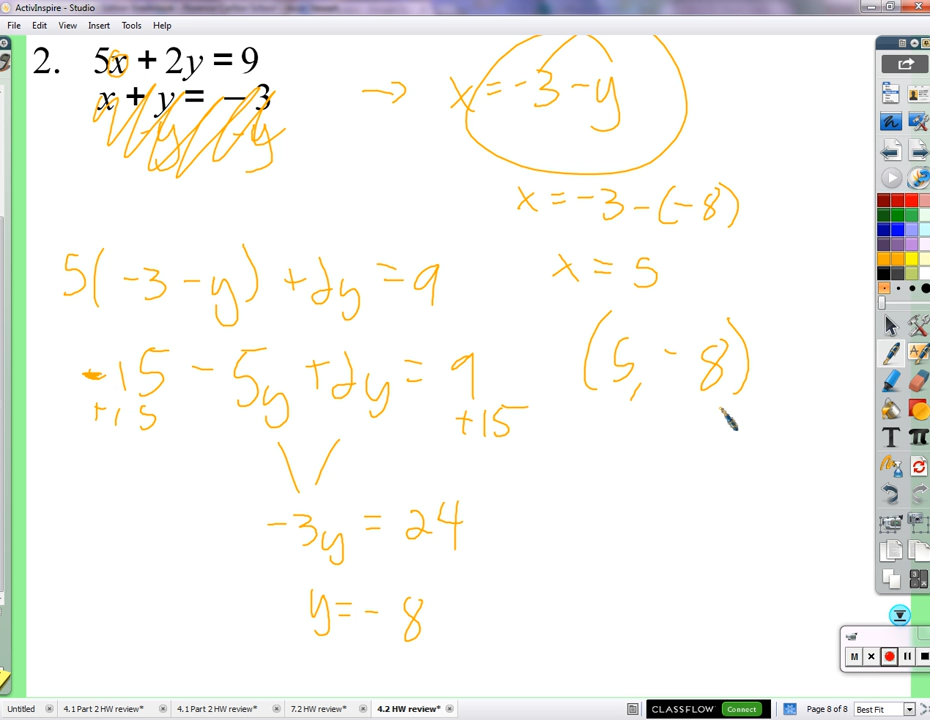 ActivInspire - Studio
File Edit View Insert Tools Help
2. 5x + 2y = 9
x + y = -3 → x = -3 - y
-y -y
x = -3 - (-8)
5(-3 - y) + 2y = 9
x = 5
-15 - 5y + 2y = 9
(5, -8)
+15 +15
-3y = 24
y = -8
M
Untitled 4.1 Part 2 HW review* 4.1 Part 2 HW review* 7.2 HW review* 4.2 HW review* CLASSFLOW Connect Page 8 of 8 Best Fit